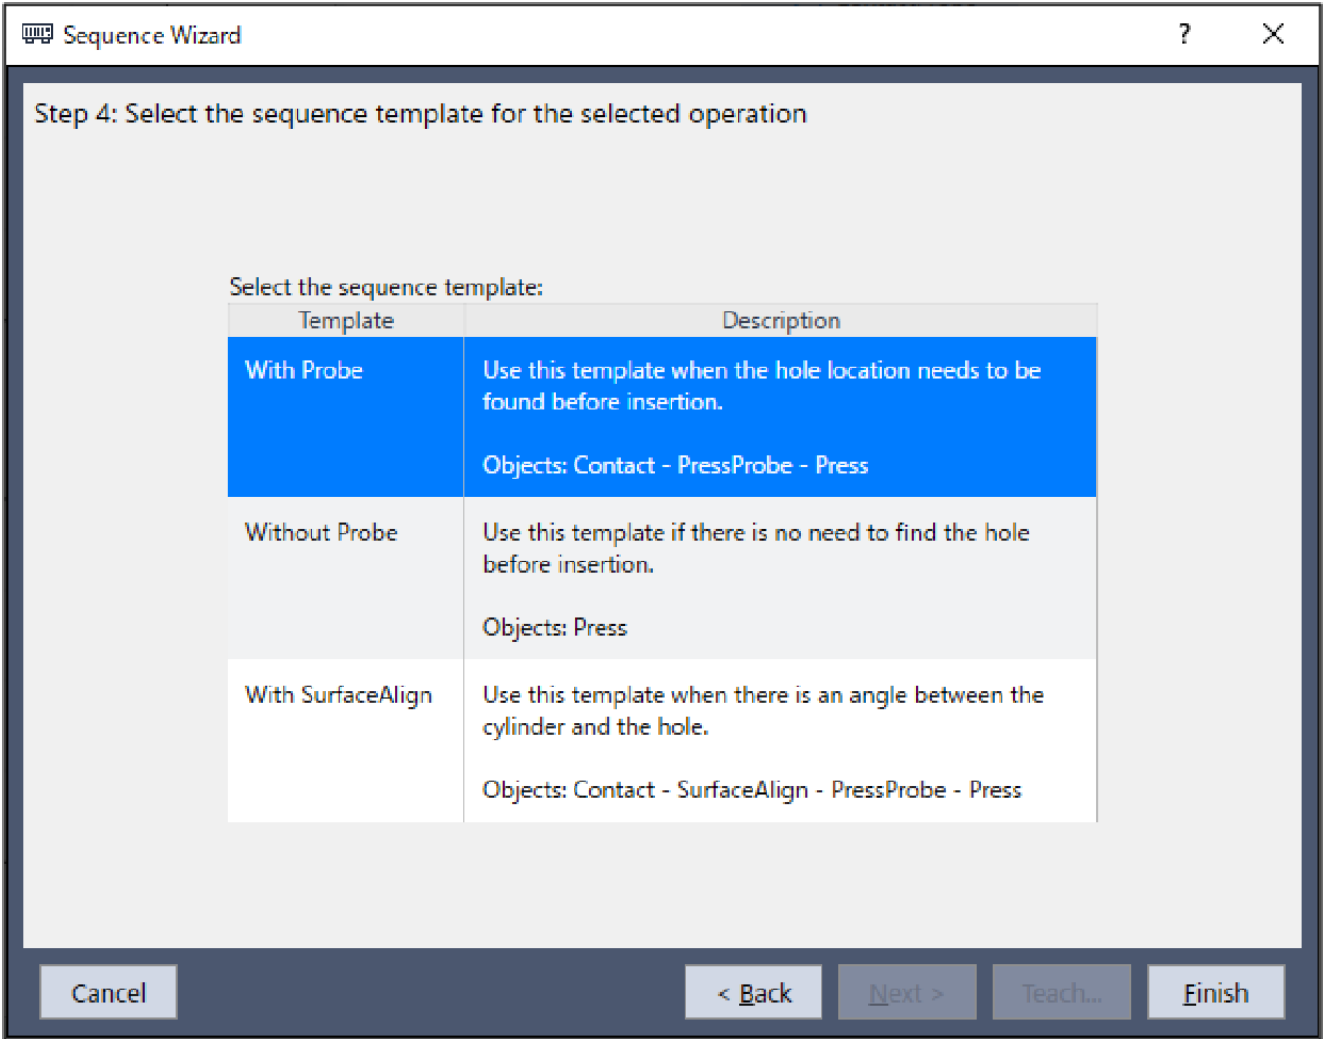 Sequence Wizard
?
Step 4: Select the sequence template for the selected operation
Select the sequence template:
Template Description
With Probe
Use this template when the hole location needs to be
found before insertion.
Objects: Contact - PressProbe - Press
Without Probe
Use this template if there is no need to find the hole
before insertion.
Objects: Press
With SurfaceAlign
Use this template when there is an angle between the
cylinder and the hole.
Objects: Contact - SurfaceAlign - PressProbe - Press
Cancel
< Back
Next >
Teach...
Finish